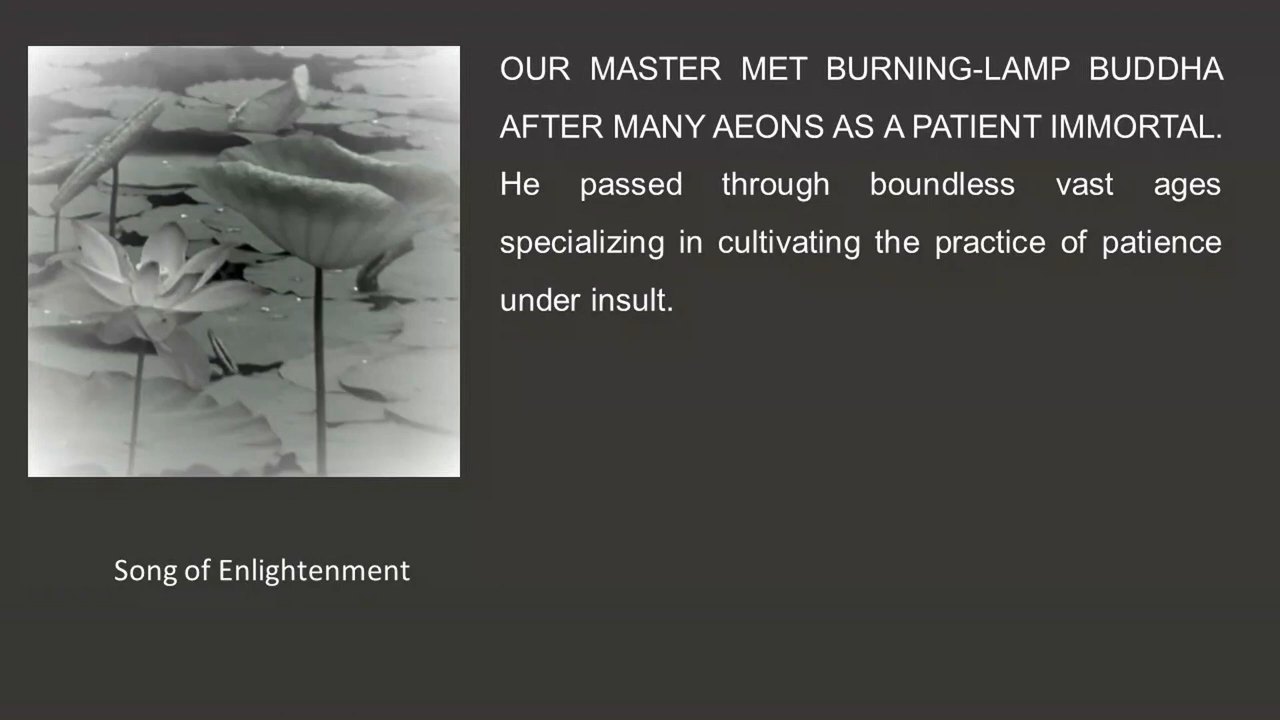 OUR MASTER MET BURNING-LAMP BUDDHA
AFTER MANY AEONS AS A PATIENT IMMORTAL.
He passed through boundless vast ages
specializing in cultivating the practice of patience
under insult.
Song of Enlightenment